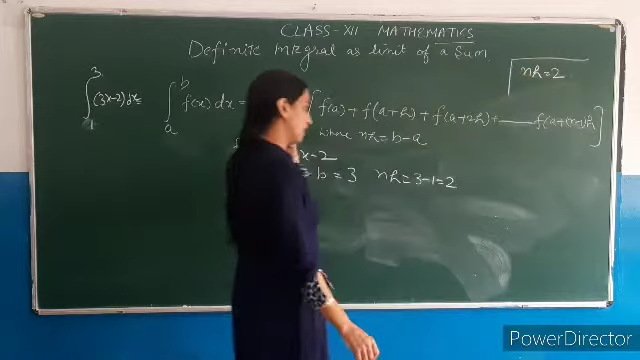 CLASS-XII MATHEMATICS
Definite Integral as limit of a Sum
nh=2
∫₁³ (3x-2)dx= ∫ₐᵇ f(x)dx = f(a)+f(a+h)+f(a+2h)+ ——— f(a+(n-1)h]
where nh=b-a
x-2
= b = 3 nh=3-1=2
PowerDirector